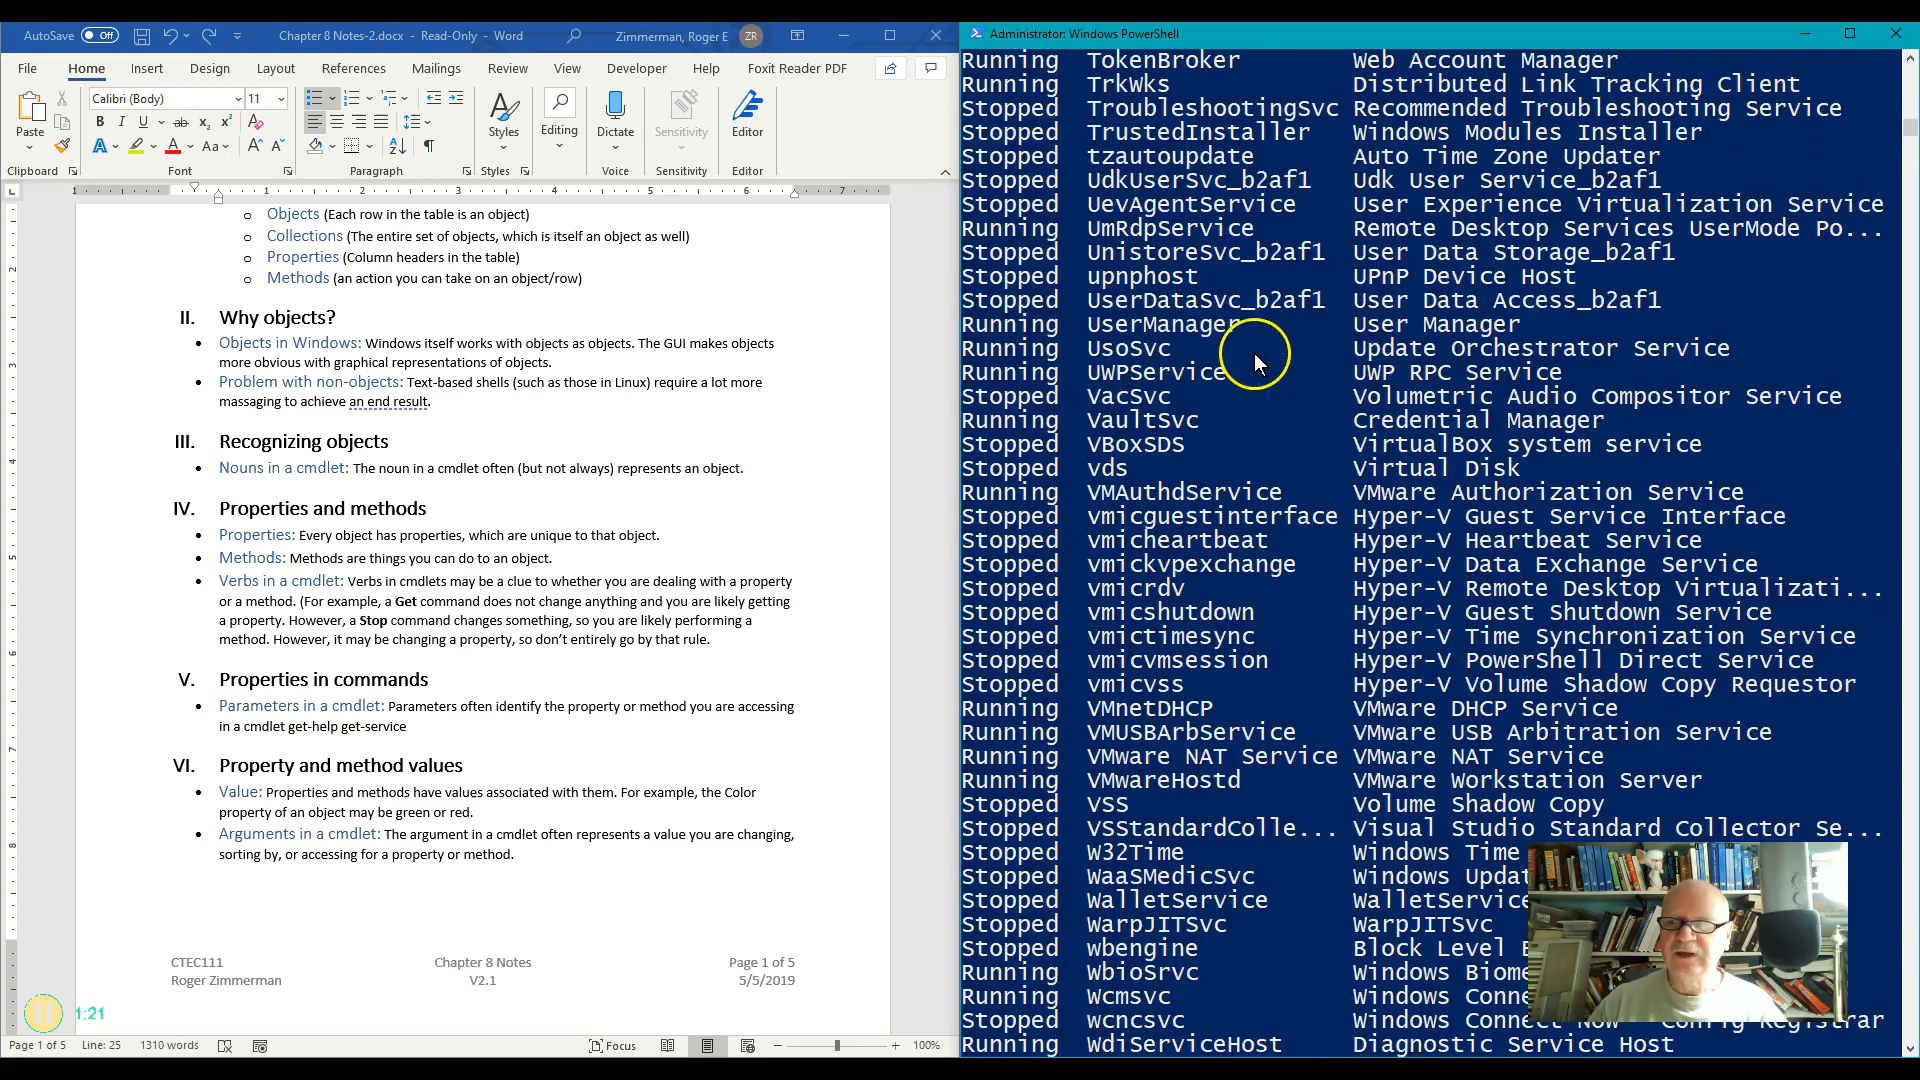 AutoSave Off Chapter 8 Notes-2.docx - Read-Only - Word Zimmerman, Roger E ZR
File Home Insert Design Layout References Mailings Review View Developer Help Foxit Reader PDF
Calibri (Body) 11
Paste Styles Editing Dictate Sensitivity Editor
Clipboard Font Paragraph Styles Voice Sensitivity Editor
1 1 2 3 4 5 6 7
o Objects (Each row in the table is an object)
o Collections (The entire set of objects, which is itself an object as well)
o Properties (Column headers in the table)
o Methods (an action you can take on an object/row)
II. Why objects?
• Objects in Windows: Windows itself works with objects as objects. The GUI makes objects
more obvious with graphical representations of objects.
• Problem with non-objects: Text-based shells (such as those in Linux) require a lot more
massaging to achieve an end result.
III. Recognizing objects
• Nouns in a cmdlet: The noun in a cmdlet often (but not always) represents an object.
IV. Properties and methods
• Properties: Every object has properties, which are unique to that object.
• Methods: Methods are things you can do to an object.
• Verbs in a cmdlet: Verbs in cmdlets may be a clue to whether you are dealing with a property
or a method. (For example, a Get command does not change anything and you are likely getting
a property. However, a Stop command changes something, so you are likely performing a
method. However, it may be changing a property, so don't entirely go by that rule.
V. Properties in commands
• Parameters in a cmdlet: Parameters often identify the property or method you are accessing
in a cmdlet get-help get-service
VI. Property and method values
• Value: Properties and methods have values associated with them. For example, the Color
property of an object may be green or red.
• Arguments in a cmdlet: The argument in a cmdlet often represents a value you are changing,
sorting by, or accessing for a property or method.
CTEC111 Chapter 8 Notes Page 1 of 5
Roger Zimmerman V2.1 5/5/2019
1:21
Page 1 of 5 Line: 25 1310 words Focus 100%
Administrator: Windows PowerShell
Running TokenBroker Web Account Manager
Running TrkWks Distributed Link Tracking Client
Stopped TroubleshootingSvc Recommended Troubleshooting Service
Stopped TrustedInstaller Windows Modules Installer
Stopped tzautoupdate Auto Time Zone Updater
Stopped UdkUserSvc_b2af1 Udk User Service_b2af1
Stopped UevAgentService User Experience Virtualization Service
Running UmRdpService Remote Desktop Services UserMode Po...
Stopped UnistoreSvc_b2af1 User Data Storage_b2af1
Stopped upnphost UPnP Device Host
Stopped UserDataSvc_b2af1 User Data Access_b2af1
Running UserManager User Manager
Running UsoSvc Update Orchestrator Service
Running UWPService UWP RPC Service
Stopped VacSvc Volumetric Audio Compositor Service
Running VaultSvc Credential Manager
Stopped VBoxSDS VirtualBox system service
Stopped vds Virtual Disk
Running VMAuthdService VMware Authorization Service
Stopped vmicguestinterface Hyper-V Guest Service Interface
Stopped vmicheartbeat Hyper-V Heartbeat Service
Stopped vmickvpexchange Hyper-V Data Exchange Service
Stopped vmicrdv Hyper-V Remote Desktop Virtualizati...
Stopped vmicshutdown Hyper-V Guest Shutdown Service
Stopped vmictimesync Hyper-V Time Synchronization Service
Stopped vmicvmsession Hyper-V PowerShell Direct Service
Stopped vmicvss Hyper-V Volume Shadow Copy Requestor
Running VMnetDHCP VMware DHCP Service
Running VMUSBArbService VMware USB Arbitration Service
Running VMware NAT Service VMware NAT Service
Running VMwareHostd VMware Workstation Server
Stopped VSS Volume Shadow Copy
Stopped VSStandardColle... Visual Studio Standard Collector Se...
Stopped W32Time Windows Time
Stopped WaaSMedicSvc Windows Updat
Stopped WalletService WalletService
Stopped WarpJITSvc WarpJITSvc
Stopped wbengine Block Level
Running WbioSrvc Windows Biome
Running Wcmsvc Windows Conne
Stopped wcncsvc Windows Connect Now - Config Registrar
Running WdiServiceHost Diagnostic Service Host